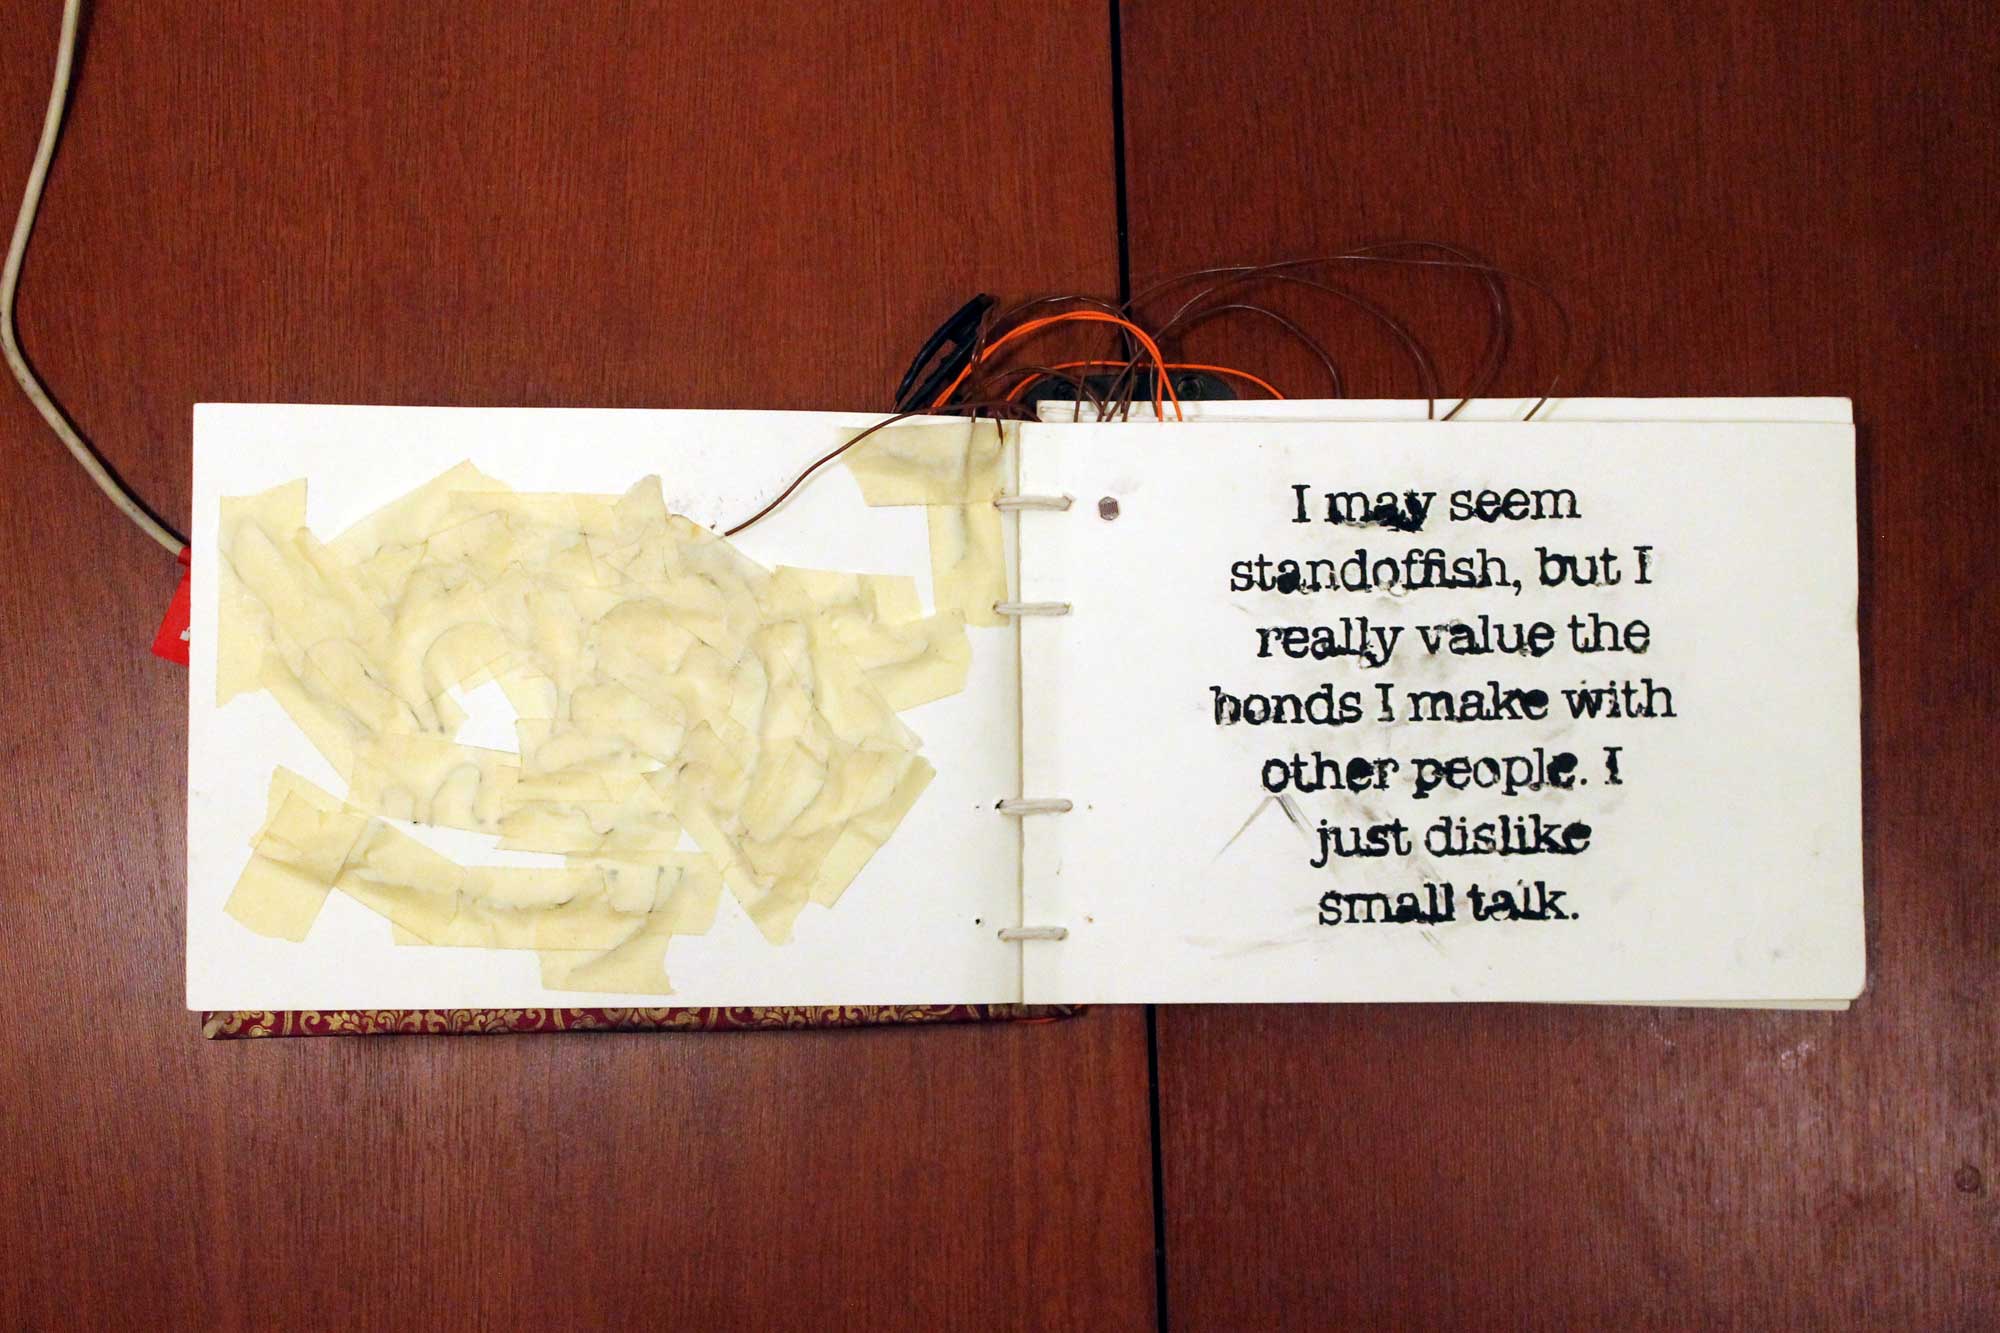 I may seem
standoffish, but I
really value the
bonds I make with
other people. I
just dislike
small talk.